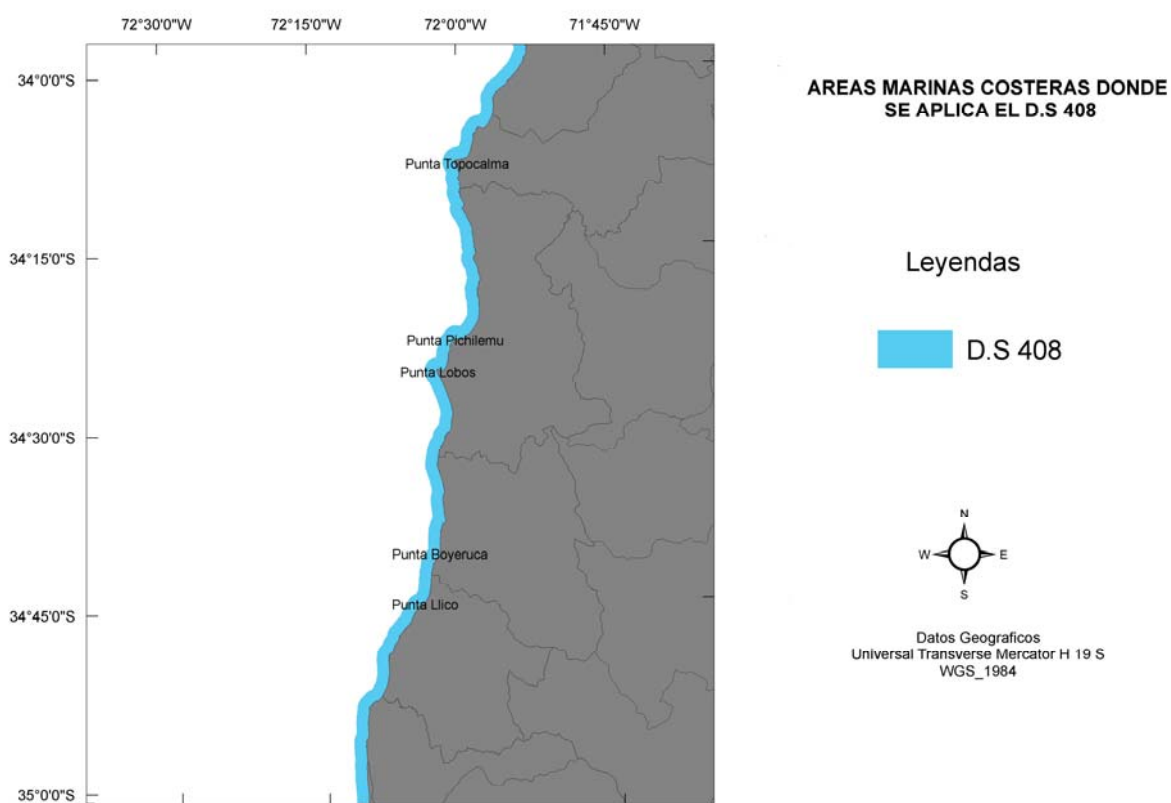 72°30'0"W 72°15'0"W 72°0'0"W 71°45'0"W
34°0'0"S
Punta Topocalma
34°15'0"S
Punta Pichilemu
Punta Lobos
34°30'0"S
Punta Boyeruca
Punta Llico
34°45'0"S
35°0'0"S
AREAS MARINAS COSTERAS DONDE
SE APLICA EL D.S 408
Leyendas
D.S 408
N
W E
S
Datos Geograficos
Universal Transverse Mercator H 19 S
WGS_1984